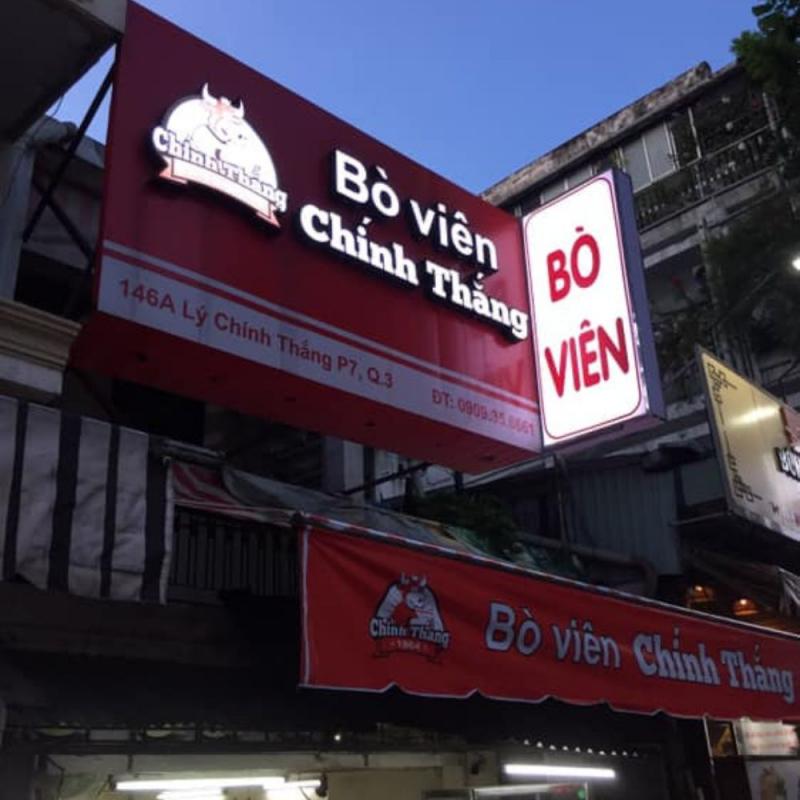 Chính Thắng
Bò viên
Chính Thắng
146A Lý Chính Thắng P7, Q.3
ĐT: 0909.35.6661
BÒ
VIÊN
Chính Thắng
1964
Bò viên Chính Thắng